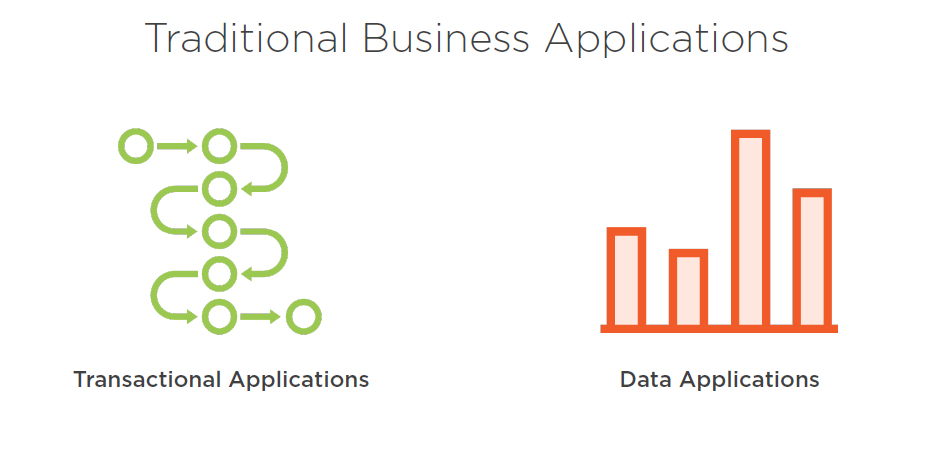 Traditional Business Applications
Transactional Applications
Data Applications